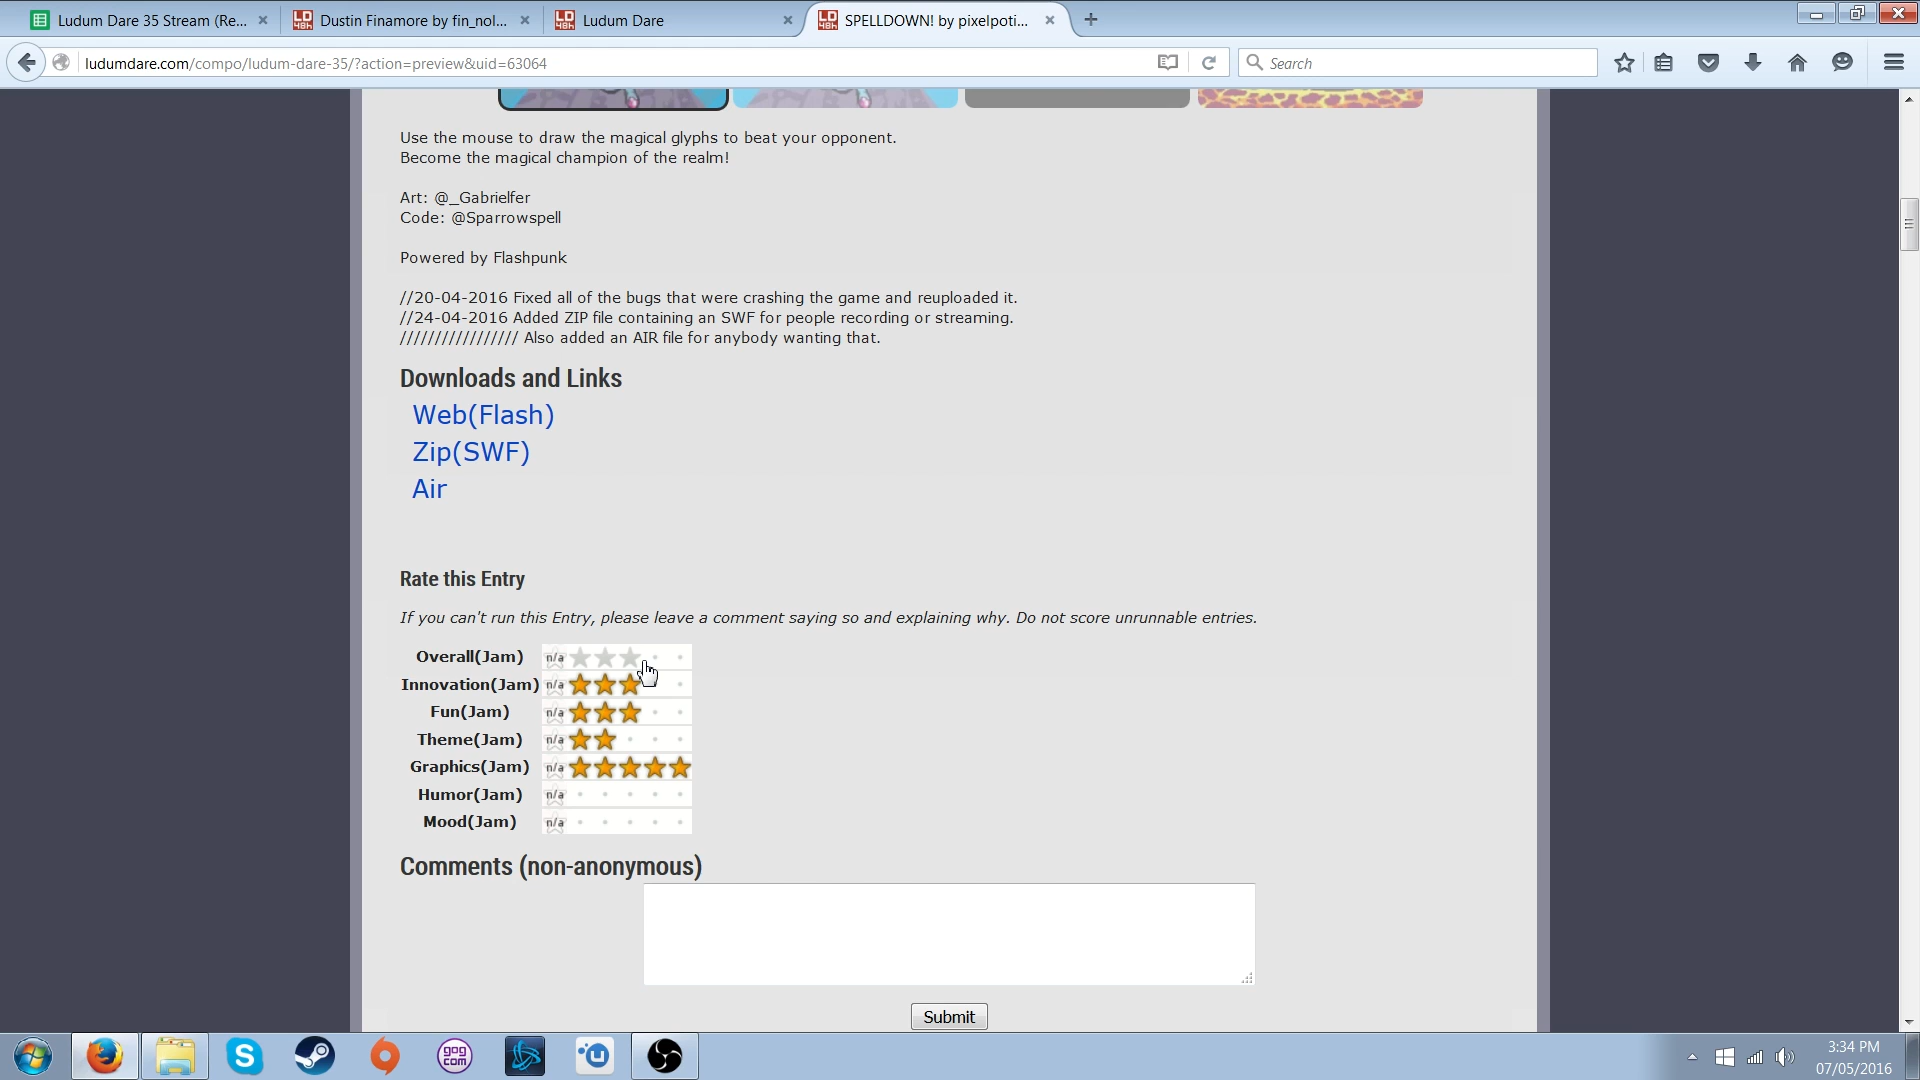 Ludum Dare 35 Stream (Re...
Dustin Finamore by fin_nol...
Ludum Dare
SPELLDOWN! by pixelpoti...
ludumdare.com/compo/ludum-dare-35/?action=preview&uid=63064
Search
Use the mouse to draw the magical glyphs to beat your opponent.
Become the magical champion of the realm!
Art: @_Gabrielfer
Code: @Sparrowspell
Powered by Flashpunk
//20-04-2016 Fixed all of the bugs that were crashing the game and reuploaded it.
//24-04-2016 Added ZIP file containing an SWF for people recording or streaming.
///////////////// Also added an AIR file for anybody wanting that.
Downloads and Links
Web(Flash)
Zip(SWF)
Air
Rate this Entry
If you can't run this Entry, please leave a comment saying so and explaining why. Do not score unrunnable entries.
Overall(Jam) n/a
Innovation(Jam) n/a
Fun(Jam) n/a
Theme(Jam) n/a
Graphics(Jam) n/a
Humor(Jam) n/a
Mood(Jam) n/a
Comments (non-anonymous)
Submit
gog
com
3:34 PM
07/05/2016